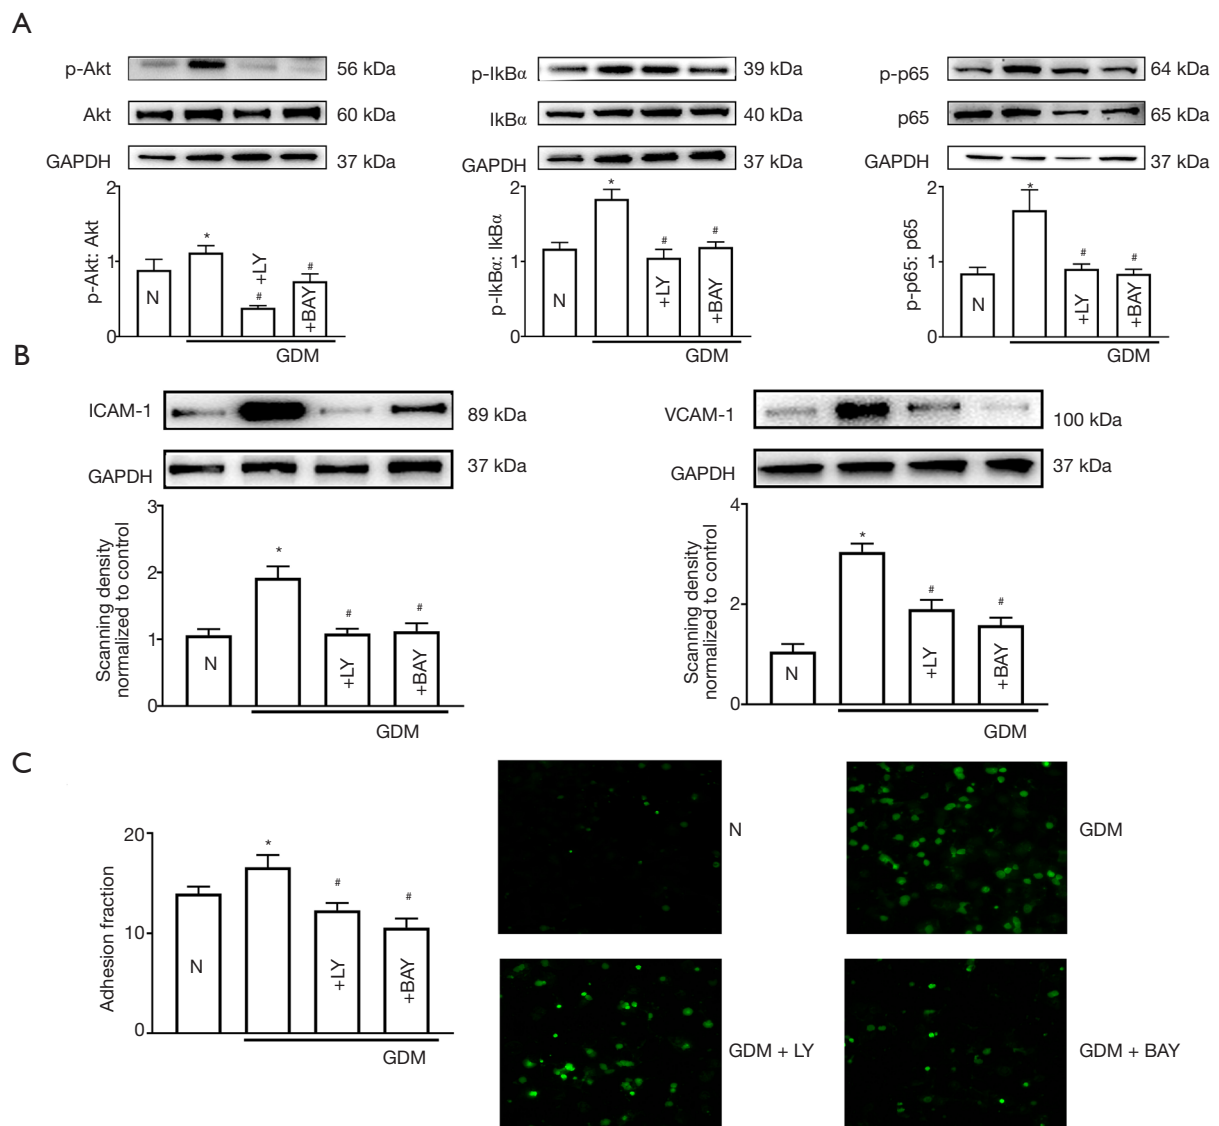 A
p-Akt 56 kDa
Akt 60 kDa
GAPDH 37 kDa
p-Akt: Akt
2
1
0
N
*
+LY
#
#
+BAY
GDM
p-IkBα 39 kDa
IkBα 40 kDa
GAPDH 37 kDa
p-IkBα: IkBα
2
1
0
N
*
#
+LY
#
+BAY
GDM
p-p65 64 kDa
p65 65 kDa
GAPDH 37 kDa
p-p65: p65
2
1
0
N
*
#
+LY
#
+BAY
GDM
B
ICAM-1 89 kDa
GAPDH 37 kDa
Scanning density
normalized to control
3
2
1
0
N
*
#
+LY
#
+BAY
GDM
VCAM-1 100 kDa
GAPDH 37 kDa
Scanning density
normalized to control
4
2
0
N
*
#
+LY
#
+BAY
GDM
C
Adhesion fraction
20
10
0
N
*
#
+LY
#
+BAY
GDM
N
GDM
GDM + LY
GDM + BAY